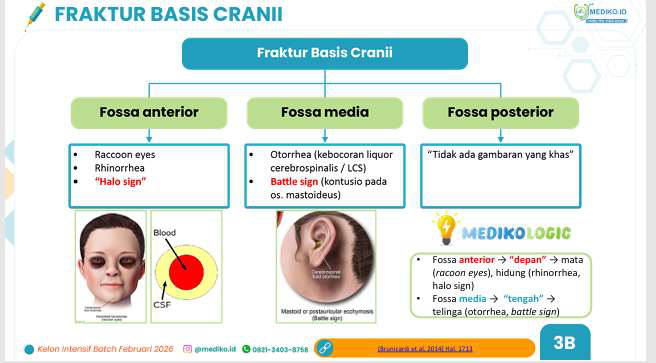 FRAKTUR BASIS CRANII
MEDIKO.ID
Fraktur Basis Cranii
Fossa anterior
Fossa media
Fossa posterior
• Raccoon eyes
• Rhinorrhea
• “Halo sign”
• Otorrhea (kebocoran liquor
cerebrospinalis / LCS)
• Battle sign (kontusio pada
os. mastoideus)
“Tidak ada gambaran yang khas”
Blood
CSF
Cerebrospinal
fluid otorrhea
Mastoid or postauricular ecchymosis
(Battle sign)
MEDIKOLOGIC
• Fossa anterior → “depan” → mata
(racoon eyes), hidung (rhinorrhea,
halo sign)
• Fossa media → “tengah” →
telinga (otorrhea, battle sign)
3B
Kelon Intensif Batch Februari 2026
@mediko.id
0821-3403-8758
(Brunicardi et.al, 2014) Hal. 1713